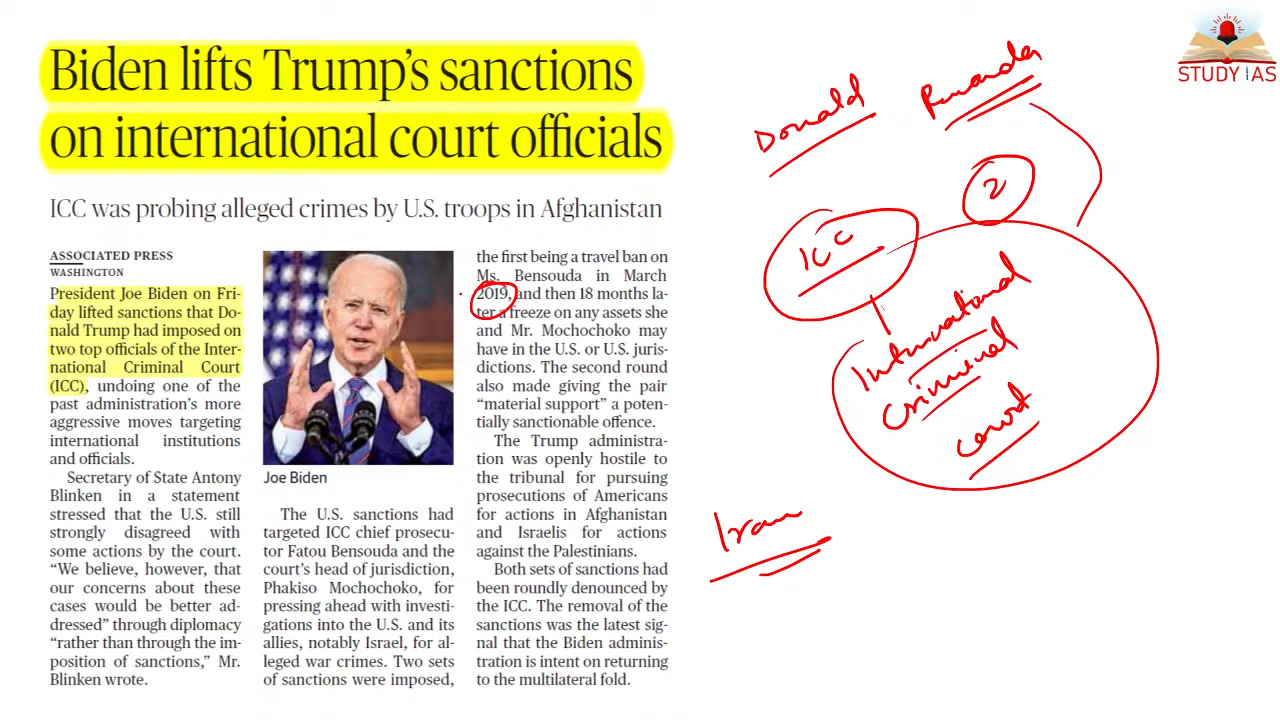 Biden lifts Trump's sanctions
on international court officials
ICC was probing alleged crimes by U.S. troops in Afghanistan
ASSOCIATED PRESS
WASHINGTON
President Joe Biden on Fri-
day lifted sanctions that Do-
nald Trump had imposed on
two top officials of the Inter-
national Criminal Court
(ICC), undoing one of the
past administration's more
aggressive moves targeting
international institutions
and officials.
Secretary of State Antony
Blinken in a statement
stressed that the U.S. still
strongly disagreed with
some actions by the court.
“We believe, however, that
our concerns about these
cases would be better ad-
dressed” through diplomacy
“rather than through the im-
position of sanctions,” Mr.
Blinken wrote.
Joe Biden
The U.S. sanctions had
targeted ICC chief prosecu-
tor Fatou Bensouda and the
court's head of jurisdiction,
Phakiso Mochochoko, for
pressing ahead with investi-
gations into the U.S. and its
allies, notably Israel, for al-
leged war crimes. Two sets
of sanctions were imposed,
the first being a travel ban on
Ms. Bensouda in March
2019, and then 18 months la-
ter a freeze on any assets she
and Mr. Mochochoko may
have in the U.S. or U.S. juris-
dictions. The second round
also made giving the pair
“material support” a poten-
tially sanctionable offence.
The Trump administra-
tion was openly hostile to
the tribunal for pursuing
prosecutions of Americans
for actions in Afghanistan
and Israelis for actions
against the Palestinians.
Both sets of sanctions had
been roundly denounced by
the ICC. The removal of the
sanctions was the latest sig-
nal that the Biden adminis-
tration is intent on returning
to the multilateral fold.
Donald
Rwanda
2
ICC
International
Criminal
Court
Iran
STUDY IAS